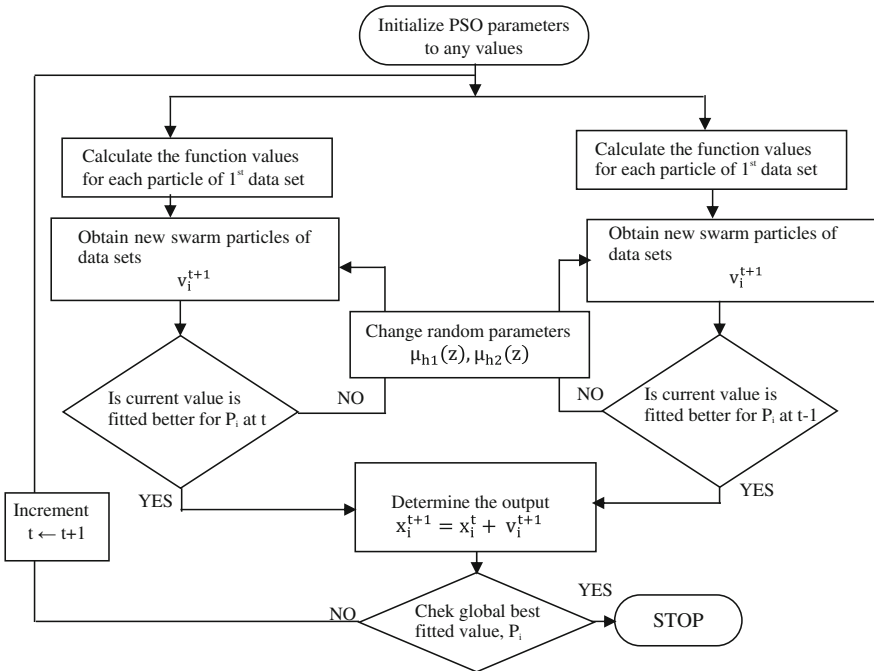 Initialize PSO parameters
to any values
Calculate the function values
for each particle of 1st data set
Calculate the function values
for each particle of 1st data set
Obtain new swarm particles of
data sets
v_i^{t+1}
Obtain new swarm particles of
data sets
v_i^{t+1}
Change random parameters
μ_{h1}(z), μ_{h2}(z)
Is current value is
fitted better for P_i at t
NO
NO
Is current value is
fitted better for P_i at t-1
YES
YES
Increment
t ← t+1
Determine the output
x_i^{t+1} = x_i^t + v_i^{t+1}
NO
Chek global best
fitted value, P_i
YES
STOP